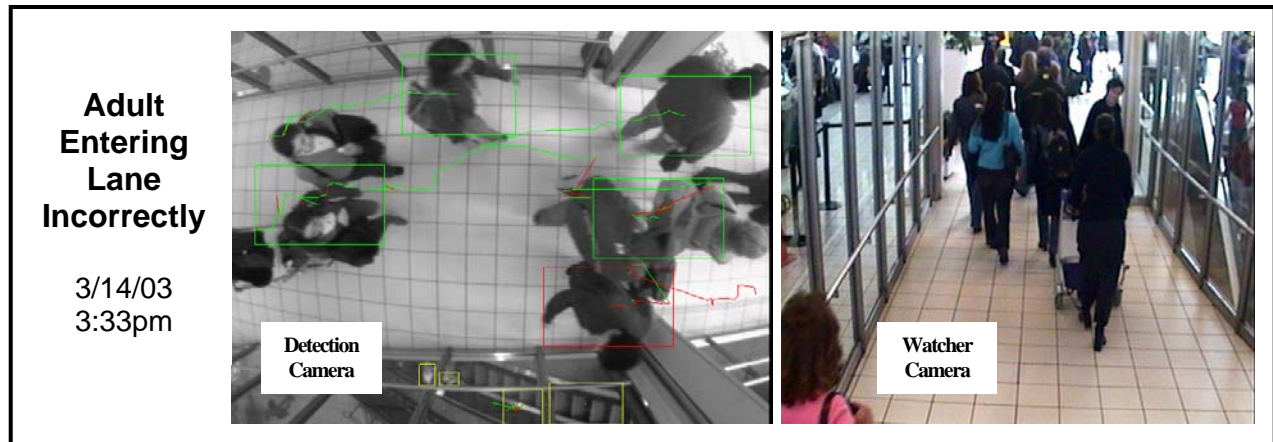 Adult
Entering
Lane
Incorrectly
3/14/03
3:33pm
Detection
Camera
Watcher
Camera